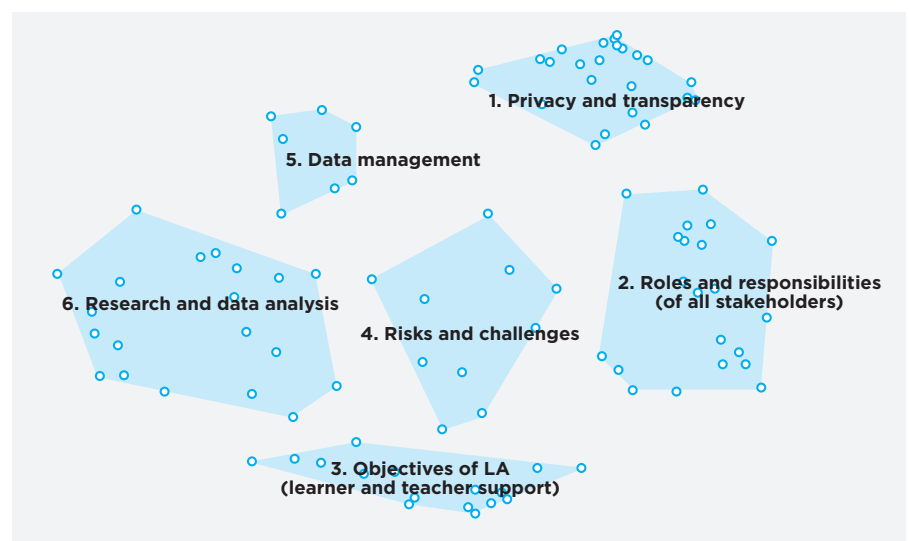 1. Privacy and transparency
5. Data management
2. Roles and responsibilities
(of all stakeholders)
6. Research and data analysis
4. Risks and challenges
3. Objectives of LA
(learner and teacher support)